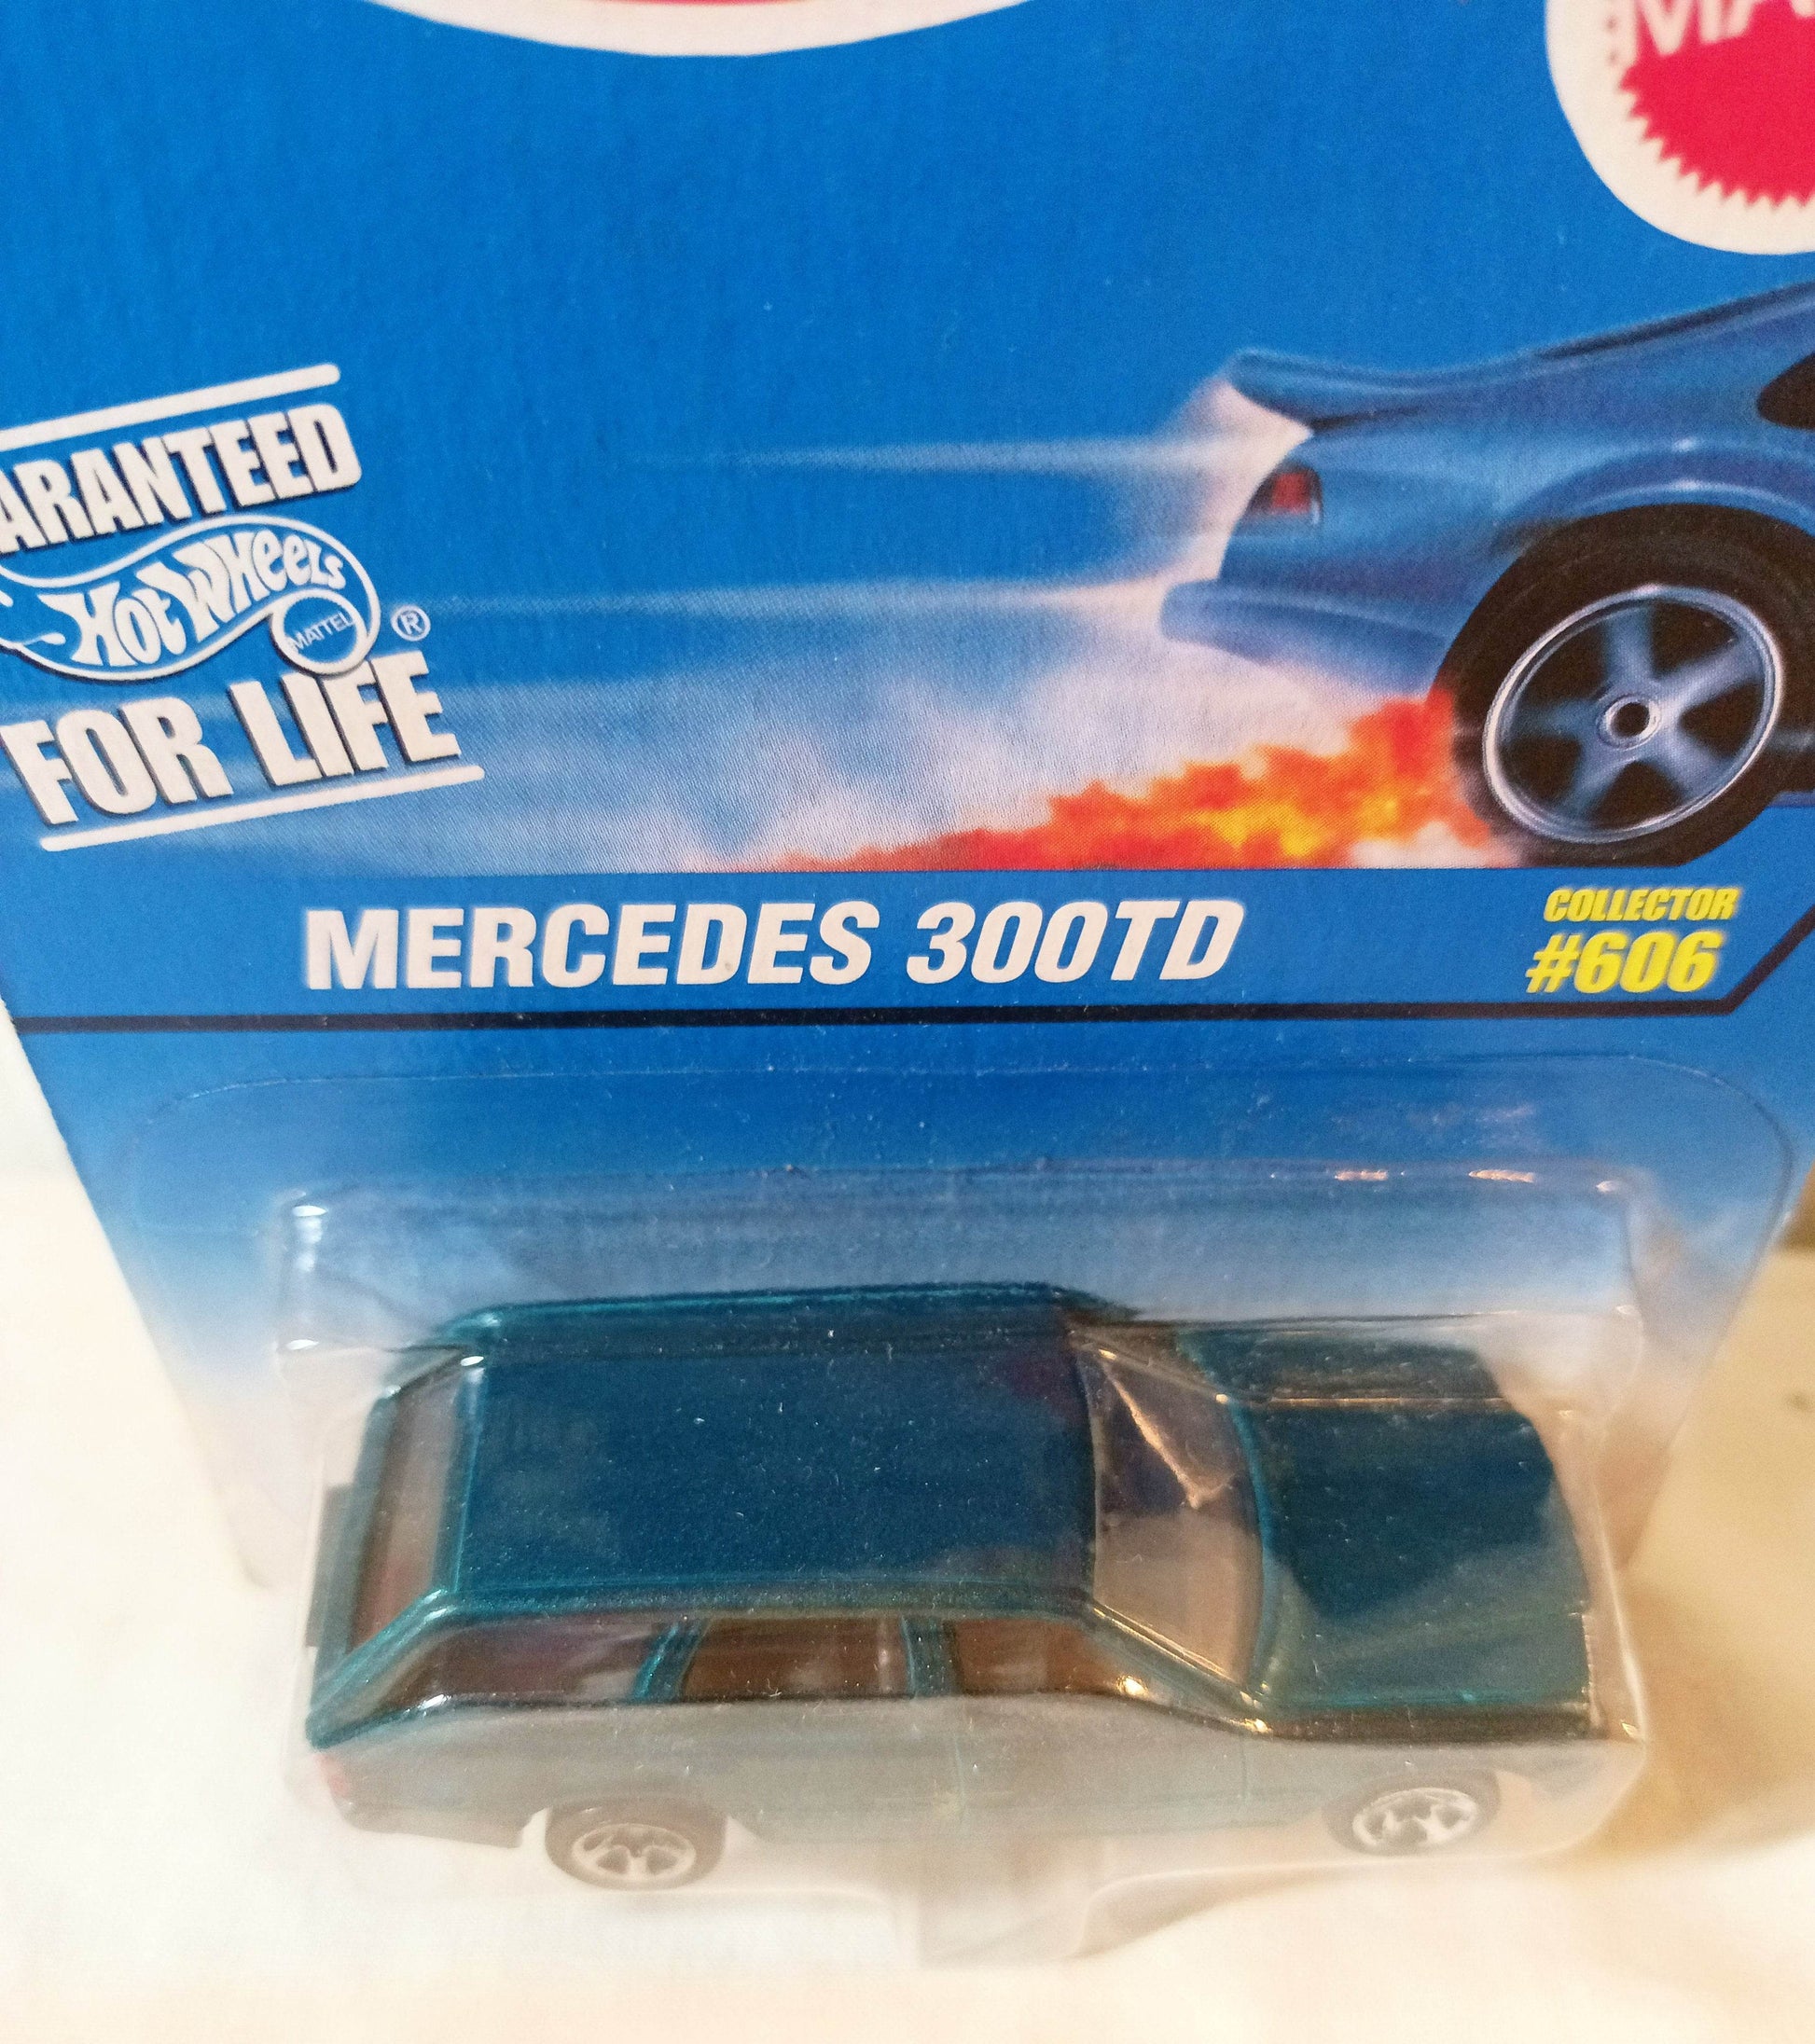 ARANTEED
HOT WHEELS
MATTEL
®
FOR LIFE
MERCEDES 300TD
COLLECTOR
#606